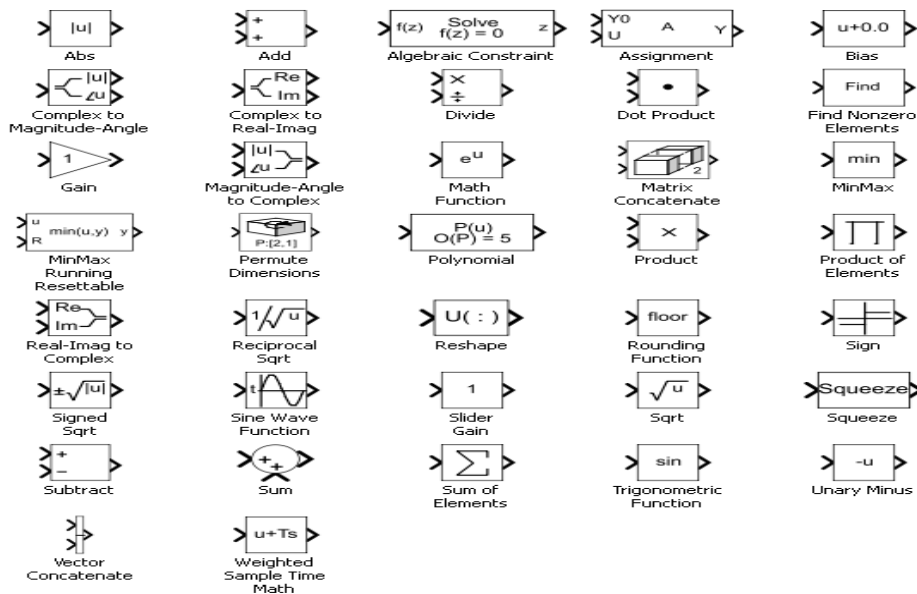 |u|
Abs
+
+
Add
f(z) Solve f(z) = 0 z
Algebraic Constraint
Y0
U
A
Y
Assignment
u+0.0
Bias
|u|
∠u
Complex to
Magnitude-Angle
Re
Im
Complex to
Real-Imag
×
÷
Divide
Dot Product
Find
Find Nonzero
Elements
1
Gain
|u|
∠u
Magnitude-Angle
to Complex
e^u
Math
Function
2
Matrix
Concatenate
min
MinMax
u
R
min(u,y)
y
MinMax
Running
Resettable
P:[2,1]
Permute
Dimensions
P(u)
O(P) = 5
Polynomial
×
Product
∏
Product of
Elements
Re
Im
Real-Imag to
Complex
1/√u
Reciprocal
Sqrt
U( : )
Reshape
floor
Rounding
Function
Sign
±√|u|
Signed
Sqrt
t
Sine Wave
Function
1
Slider
Gain
√u
Sqrt
Squeeze
Squeeze
+
−
Subtract
+
+
Sum
∑
Sum of
Elements
sin
Trigonometric
Function
-u
Unary Minus
Vector
Concatenate
u+Ts
Weighted
Sample Time
Math